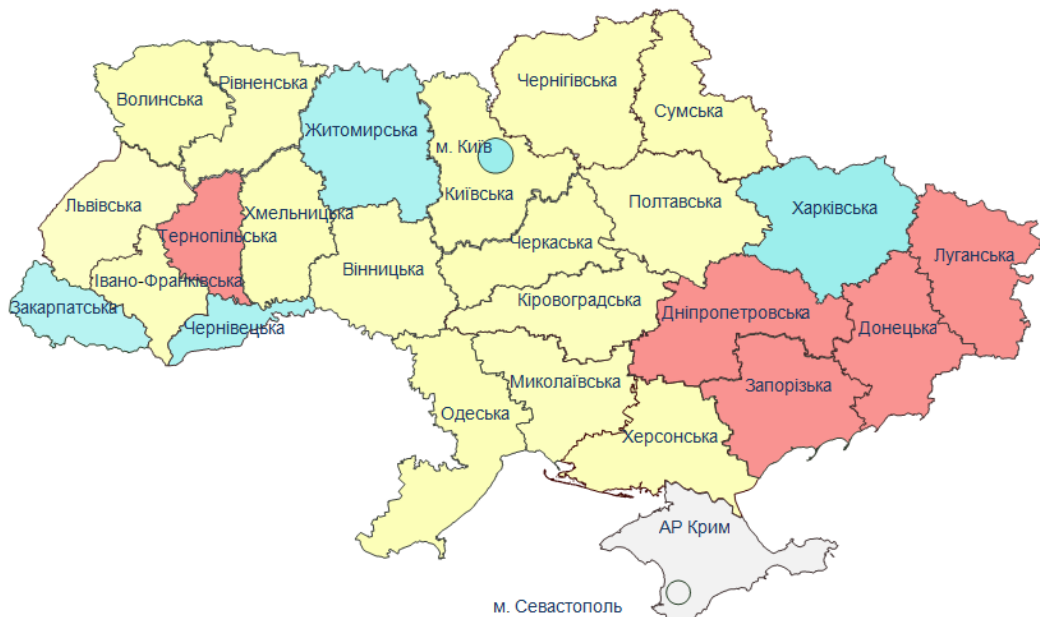 Чернігівська
Рівненська
Волинська
Сумська
Житомирська
м. Київ
Київська
Полтавська
Харківська
Львівська
Хмельницька
Тернопільська
Черкаська
Луганська
Вінницька
Івано-Франківська
Кіровоградська
Закарпатська
Чернівецька
Дніпропетровська
Донецька
Миколаївська
Запорізька
Одеська
Херсонська
АР Крим
м. Севастополь